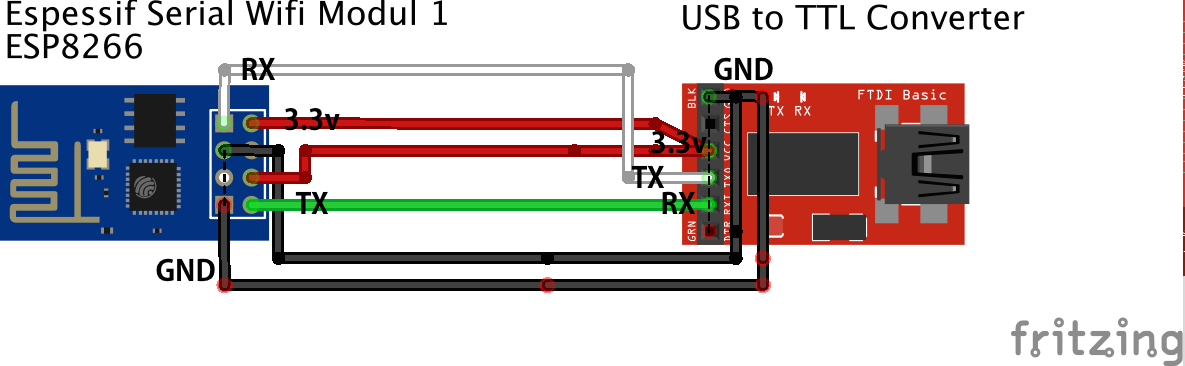 Espessif Serial Wifi Modul 1
ESP8266
USB to TTL Converter
RX
GND
BLK
GND
FTDI Basic
TX RX
3.3v
CTS
3.3v
VCC
TX
TXO
TX
RX
RXI
GRN
DTR
GND
fritzing